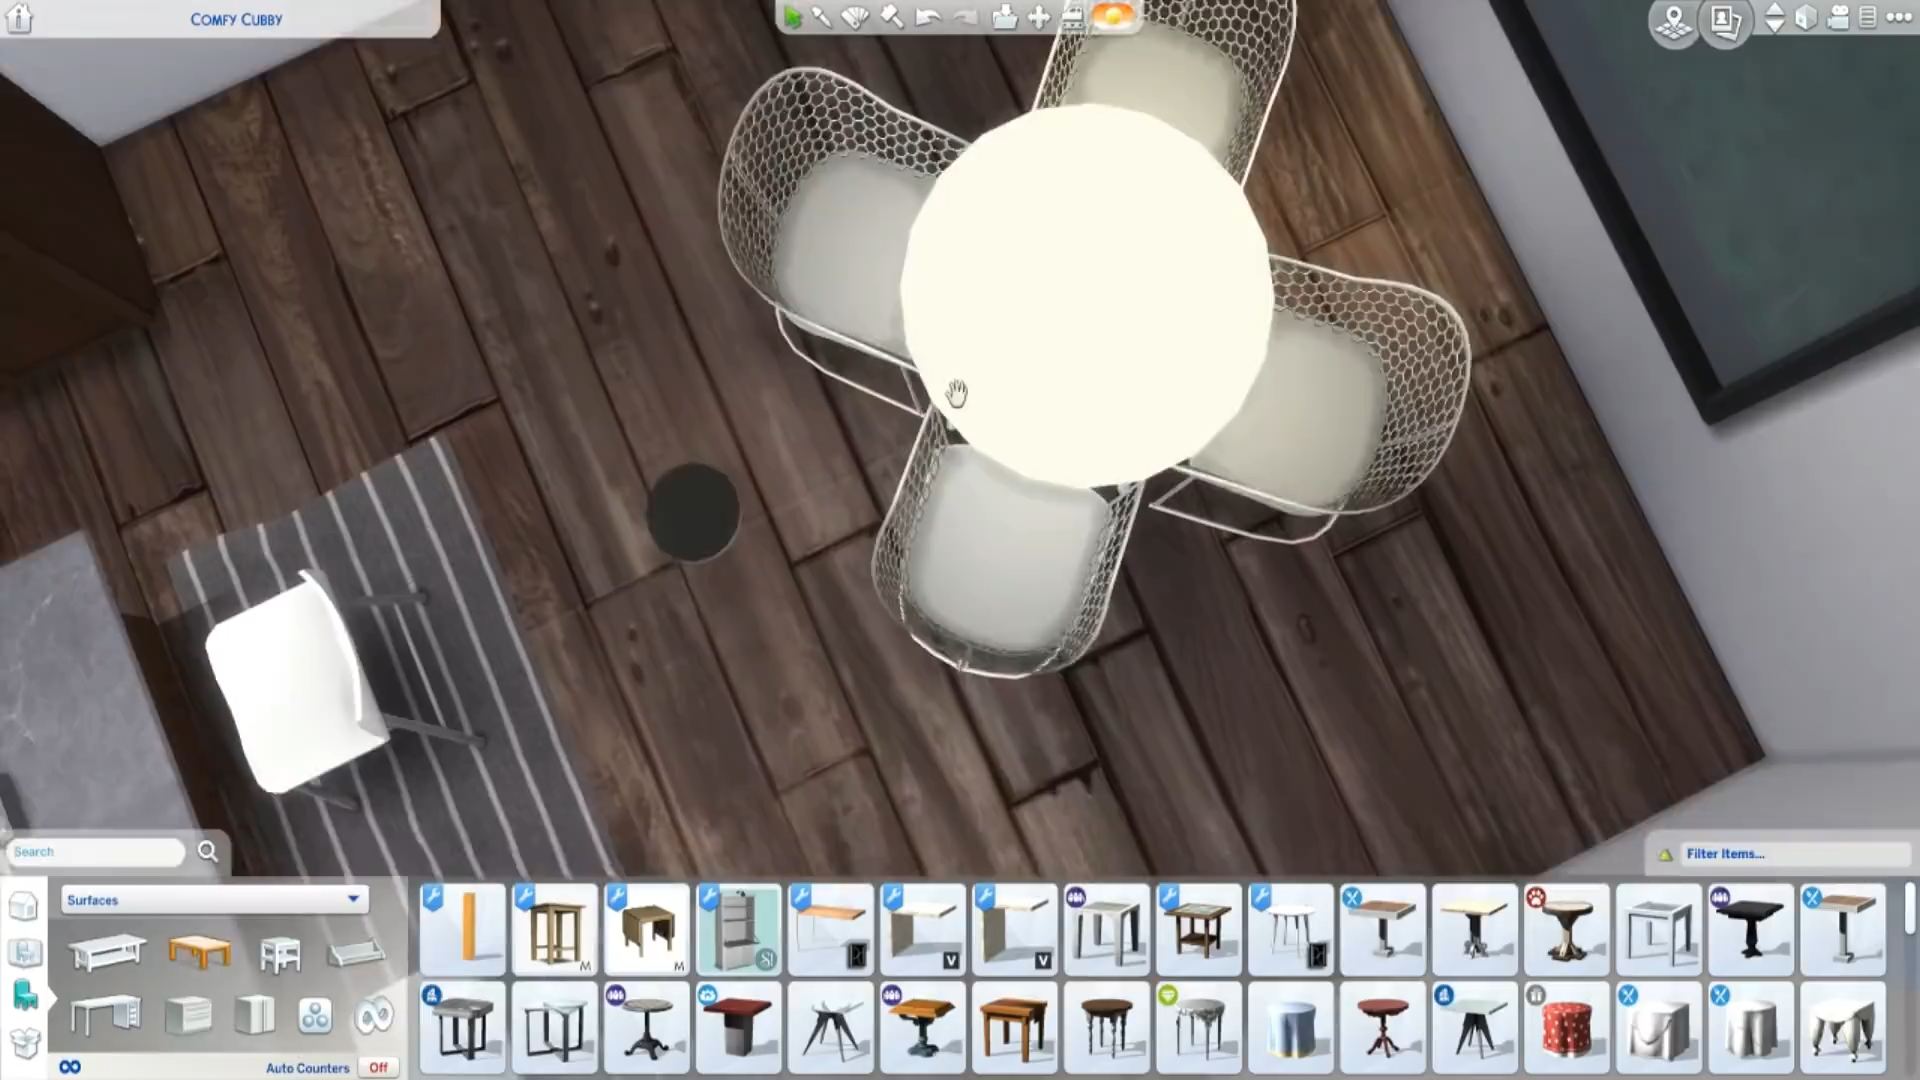 COMFY CUBBY
Search
Filter Items...
Surfaces
M
M
S!
V
V
Auto Counters
Off